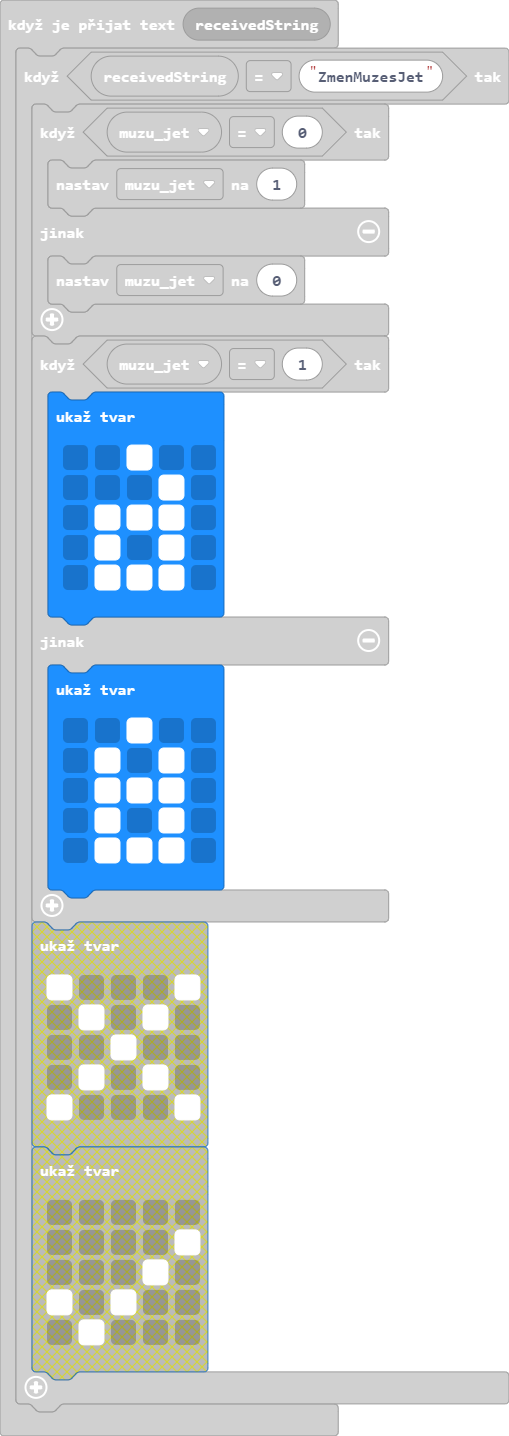 když je přijat text receivedString
když receivedString = "ZmenMuzesJet" tak
když muzu_jet = 0 tak
nastav muzu_jet na 1
jinak
nastav muzu_jet na 0
když muzu_jet = 1 tak
ukaž tvar
jinak
ukaž tvar
ukaž tvar
ukaž tvar